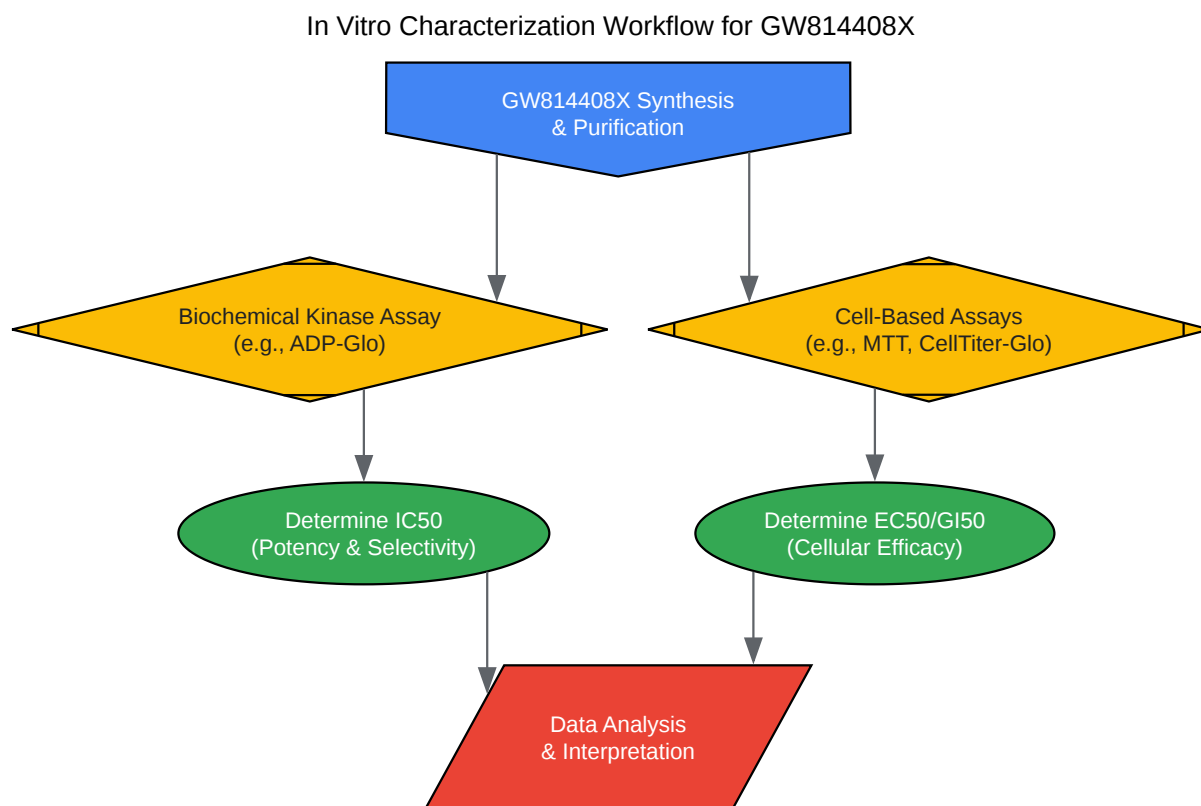 In Vitro Characterization Workflow for GW814408X
GW814408X Synthesis
& Purification
Biochemical Kinase Assay
(e.g., ADP-Glo)
Cell-Based Assays
(e.g., MTT, CellTiter-Glo)
Determine IC50
(Potency & Selectivity)
Determine EC50/GI50
(Cellular Efficacy)
Data Analysis
& Interpretation